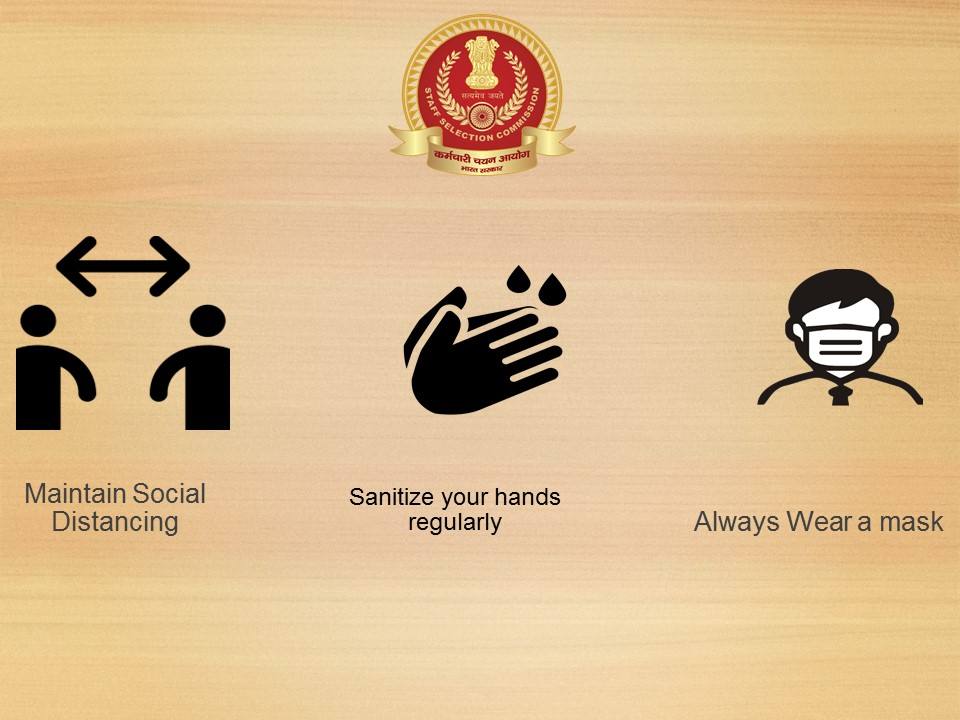 सत्यमेव जयते
STAFF SELECTION COMMISSION
कर्मचारी चयन आयोग
भारत सरकार
Maintain Social
Distancing
Sanitize your hands
regularly
Always Wear a mask